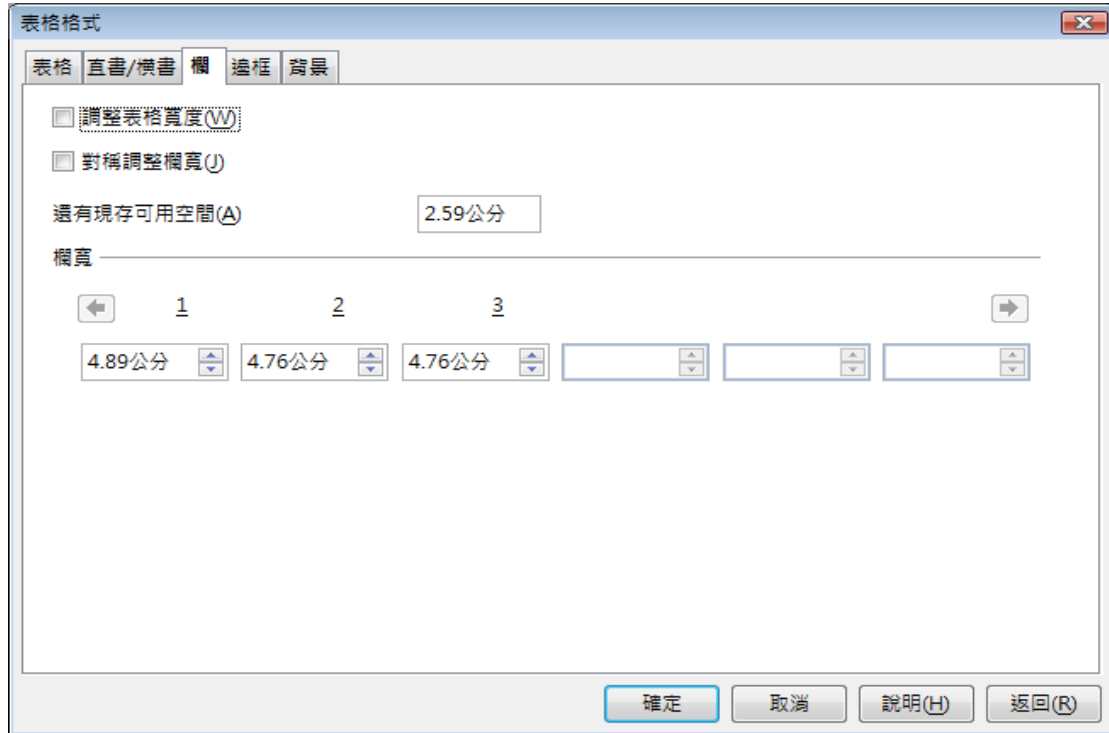 表格格式
表格 直書/橫書 欄 邊框 背景
調整表格寬度(W)
對稱調整欄寬(J)
還有現存可用空間(A) 2.59公分
欄寬
1 2 3
4.89公分 4.76公分 4.76公分
確定 取消 說明(H) 返回(R)